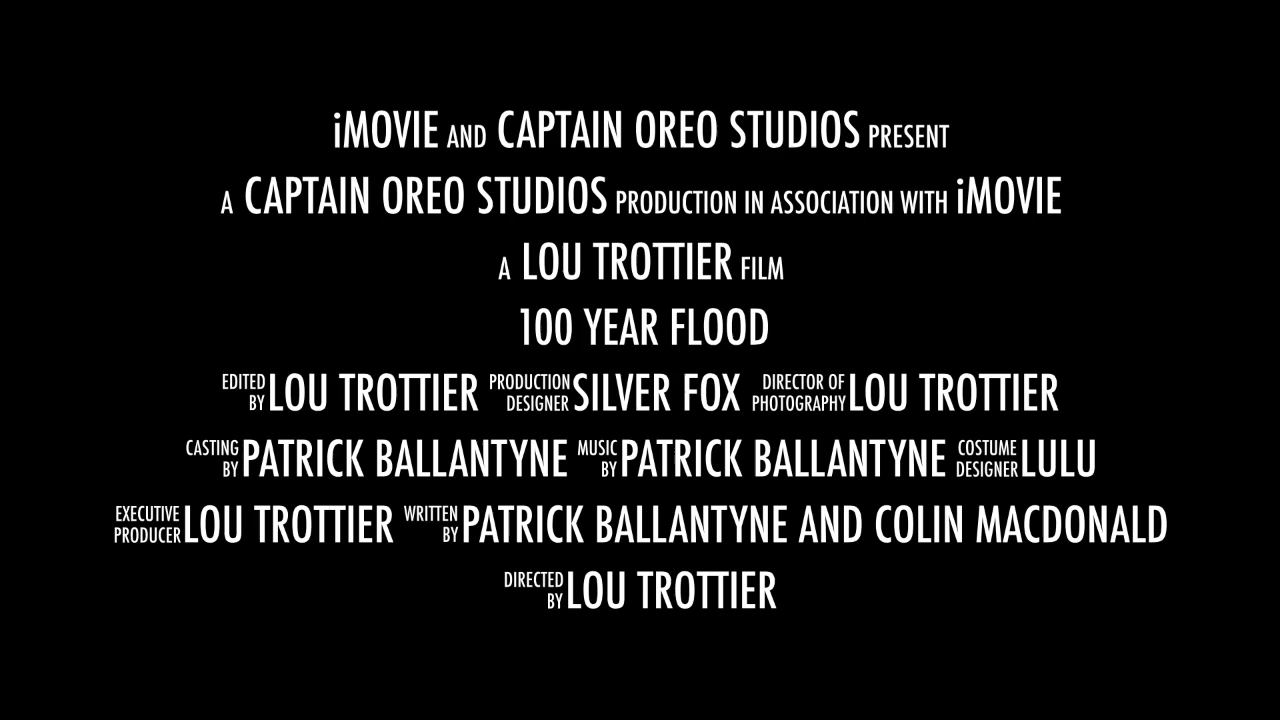 iMOVIE AND CAPTAIN OREO STUDIOS PRESENT
A CAPTAIN OREO STUDIOS PRODUCTION IN ASSOCIATION WITH iMOVIE
A LOU TROTTIER FILM
100 YEAR FLOOD
EDITED BY LOU TROTTIER PRODUCTION DESIGNER SILVER FOX DIRECTOR OF PHOTOGRAPHY LOU TROTTIER
CASTING BY PATRICK BALLANTYNE MUSIC BY PATRICK BALLANTYNE COSTUME DESIGNER LULU
EXECUTIVE PRODUCER LOU TROTTIER WRITTEN BY PATRICK BALLANTYNE AND COLIN MACDONALD
DIRECTED BY LOU TROTTIER